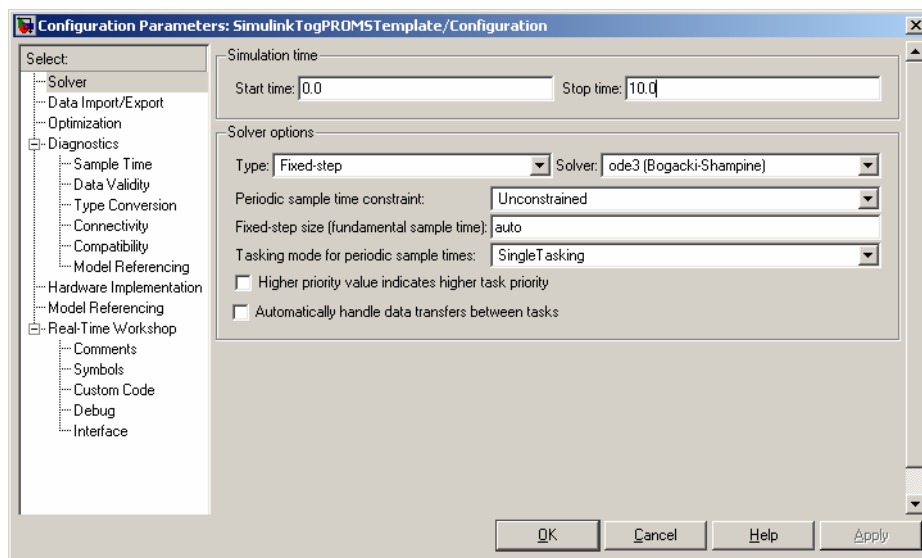 Configuration Parameters: SimulinkTogPROMSTemplate/Configuration
Select:
Solver
Data Import/Export
Optimization
Diagnostics
Sample Time
Data Validity
Type Conversion
Connectivity
Compatibility
Model Referencing
Hardware Implementation
Model Referencing
Real-Time Workshop
Comments
Symbols
Custom Code
Debug
Interface
Simulation time
Start time: 0.0 Stop time: 10.0
Solver options
Type: Fixed-step Solver: ode3 (Bogacki-Shampine)
Periodic sample time constraint: Unconstrained
Fixed-step size (fundamental sample time): auto
Tasking mode for periodic sample times: SingleTasking
Higher priority value indicates higher task priority
Automatically handle data transfers between tasks
OK Cancel Help Apply